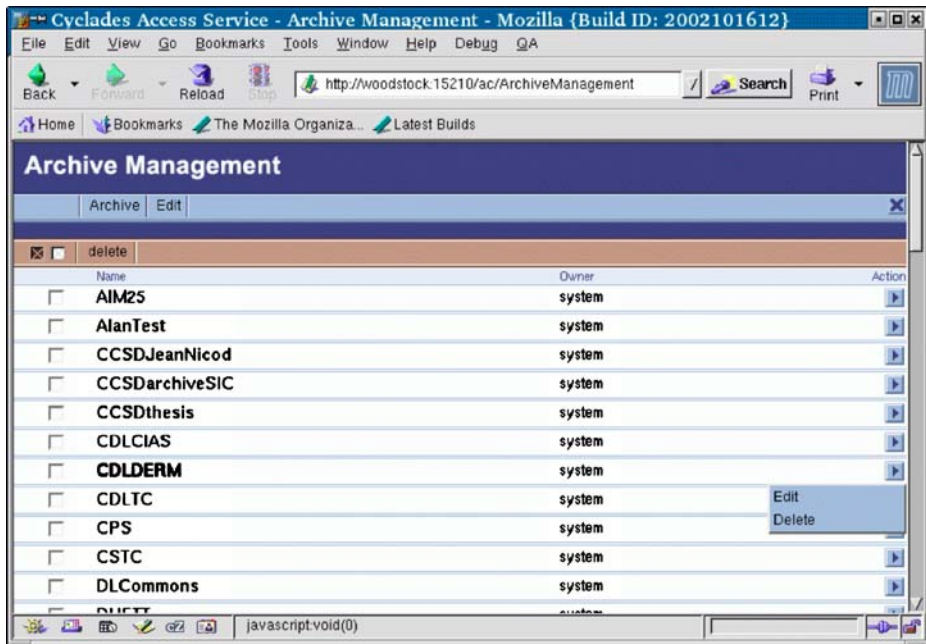 Cyclades Access Service - Archive Management - Mozilla {Build ID: 2002101612}
File Edit View Go Bookmarks Tools Window Help Debug QA
Back Forward Reload Stop http://woodstock:15210/ac/ArchiveManagement Search Print
Home Bookmarks The Mozilla Organiza... Latest Builds
Archive Management
Archive Edit
delete
Name Owner Action
AIM25 system
AlanTest system
CCSDJeanNicod system
CCSDarchiveSIC system
CCSDthesis system
CDLCIAS system
CDLDERM system
CDLTC system Edit
CPS system Delete
CSTC system
DLCommons system
javascript:void(0)